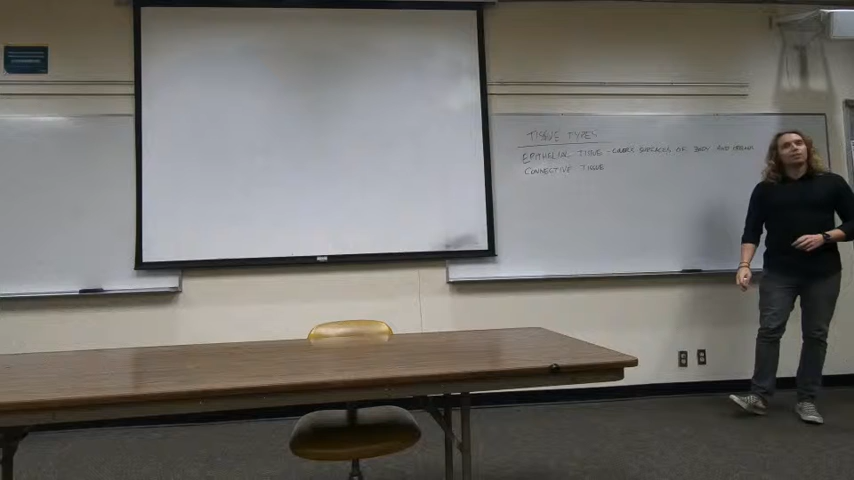 TISSUE TYPES
EPITHELIAL TISSUE - COVERS SURFACES OF BODY AND ORGANS
CONNECTIVE TISSUE